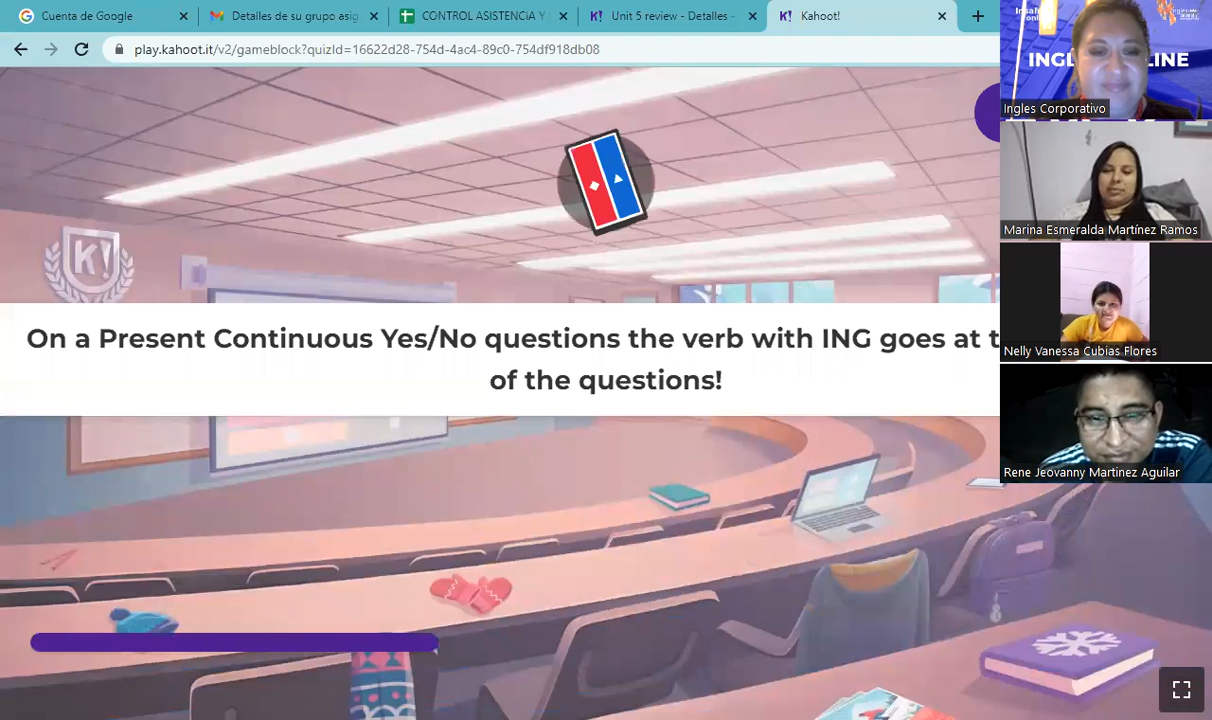 Cuenta de Google
Detalles de su grupo asig
CONTROL ASISTENCiA Y
Unit 5 review - Detalles -
Kahoot!
play.kahoot.it/v2/gameblock?quizId=16622d28-754d-4ac4-89c0-754df918db08
INGL LINE
Ingles Corporativo
K!
Marina Esmeralda Martínez Ramos
On a Present Continuous Yes/No questions the verb with ING goes at t
of the questions!
Nelly Vanessa Cubias Flores
Rene Jeovanny Martinez Aguilar